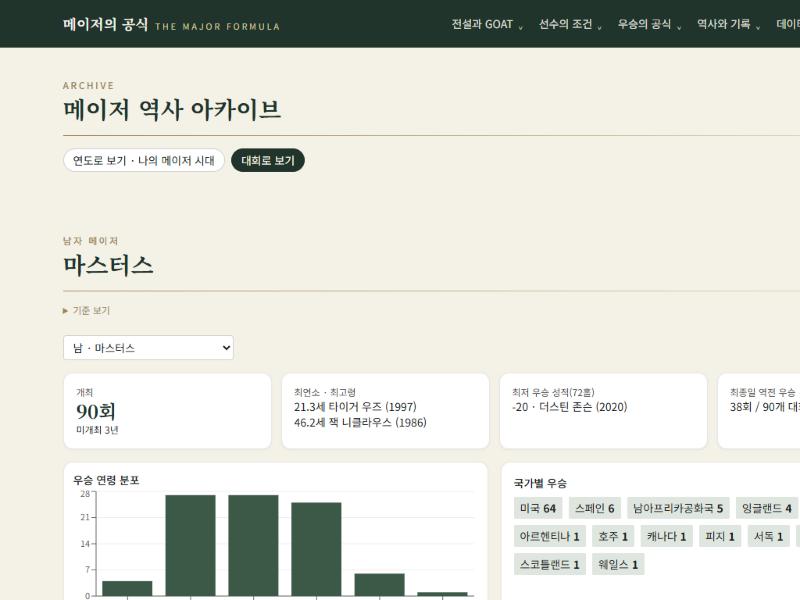 메이저의 공식 THE MAJOR FORMULA 전설과 GOAT 선수의 조건 우승의 공식 역사와 기록 데이터
ARCHIVE
메이저 역사 아카이브
연도로 보기 · 나의 메이저 시대 대회로 보기
남자 메이저
마스터스
▶ 기준 보기
남 · 마스터스
개최
90회
미개최 3년
최연소 · 최고령
21.3세 타이거 우즈 (1997)
46.2세 잭 니클라우스 (1986)
최저 우승 성적(72홀)
-20 · 더스틴 존슨 (2020)
최종일 역전 우승
38회 / 90개 대
우승 연령 분포
28
21
14
7
0
국가별 우승
미국 64 스페인 6 남아프리카공화국 5 잉글랜드 4
아르헨티나 1 호주 1 캐나다 1 피지 1 서독 1
스코틀랜드 1 웨일스 1